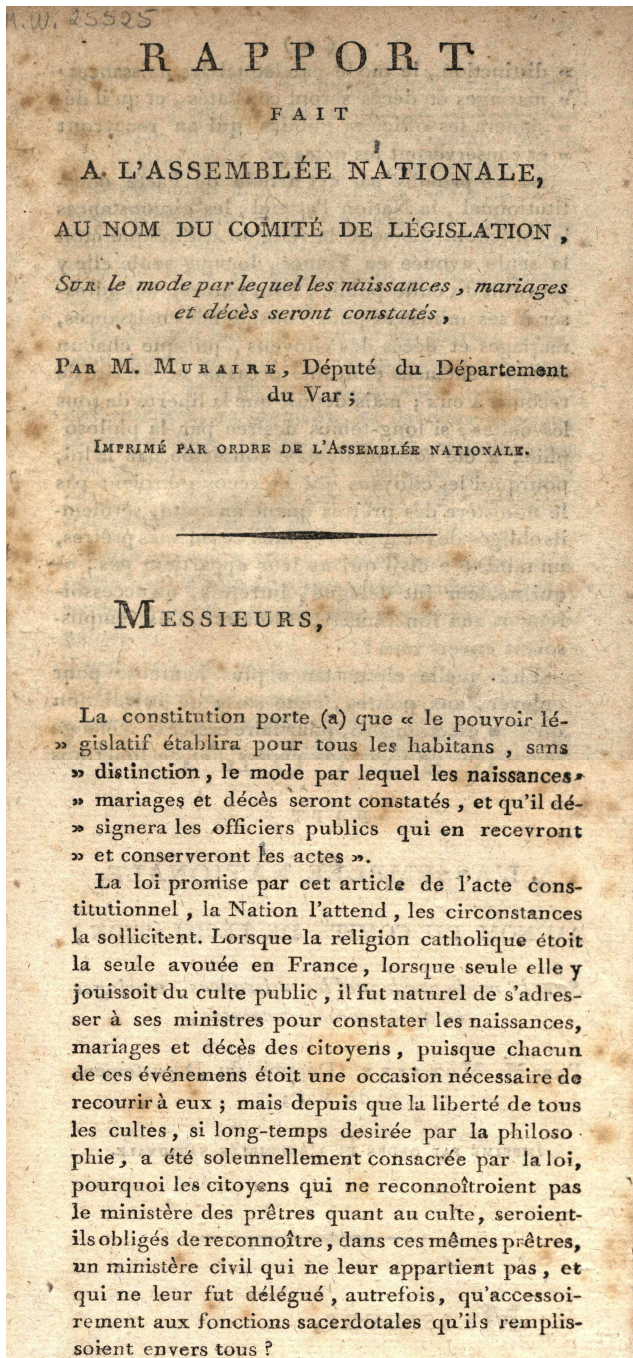 H.W. 25525
RAPPORT
FAIT
A L'ASSEMBLÉE NATIONALE,
AU NOM DU COMITÉ DE LÉGISLATION,
SUR le mode par lequel les naissances, mariages
et décès seront constatés,
PAR M. MURAIRE, Député du Département
du Var;
IMPRIMÉ PAR ORDRE DE L'ASSEMBLÉE NATIONALE.
MESSIEURS,
La constitution porte (a) que « le pouvoir lé-
» gislatif établira pour tous les habitans, sans
» distinction, le mode par lequel les naissances,
» mariages et décès seront constatés, et qu'il dé-
» signera les officiers publics qui en recevront
» et conserveront les actes ».
La loi promise par cet article de l'acte cons-
titutionnel, la Nation l'attend, les circonstances
la sollicitent. Lorsque la religion catholique étoit
la seule avouée en France, lorsque seule elle y
jouissoit du culte public, il fut naturel de s'adres-
ser à ses ministres pour constater les naissances,
mariages et décès des citoyens, puisque chacun
de ces événemens étoit une occasion nécessaire de
recourir à eux; mais depuis que la liberté de tous
les cultes, si long-temps desirée par la philoso-
phie, a été solemnellement consacrée par la loi,
pourquoi les citoyens qui ne reconnoîtroient pas
le ministère des prêtres quant au culte, seroient-
ils obligés de reconnoître, dans ces mêmes prêtres,
un ministère civil qui ne leur appartient pas, et
qui ne leur fut délégué, autrefois, qu'accessoi-
rement aux fonctions sacerdotales qu'ils remplis-
soient envers tous?